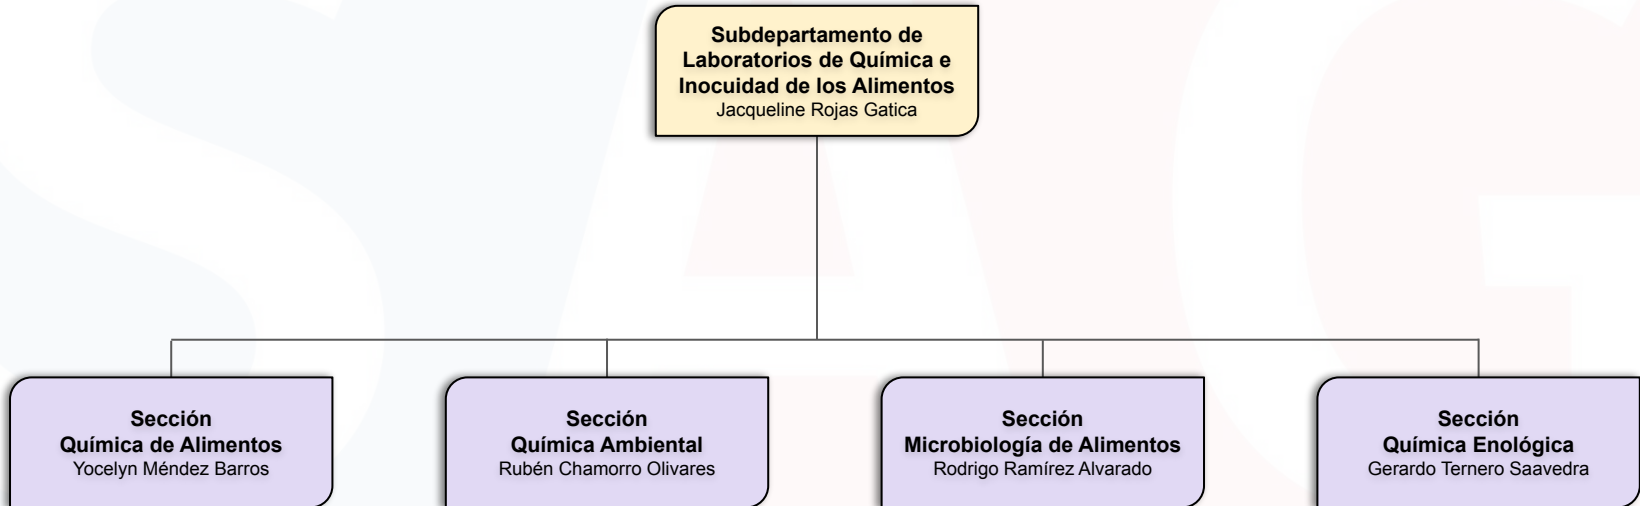 Subdepartamento de
Laboratorios de Química e
Inocuidad de los Alimentos
Jacqueline Rojas Gatica
Sección
Química de Alimentos
Yocelyn Méndez Barros
Sección
Química Ambiental
Rubén Chamorro Olivares
Sección
Microbiología de Alimentos
Rodrigo Ramírez Alvarado
Sección
Química Enológica
Gerardo Ternero Saavedra
SAG